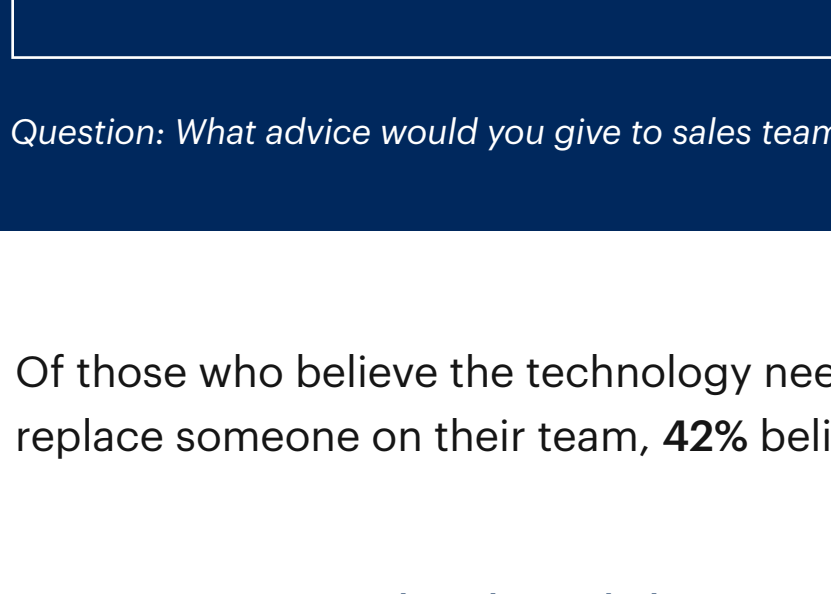 Question: What advice would you give to sales team
Of those who believe the technology nee
replace someone on their team, 42% beli